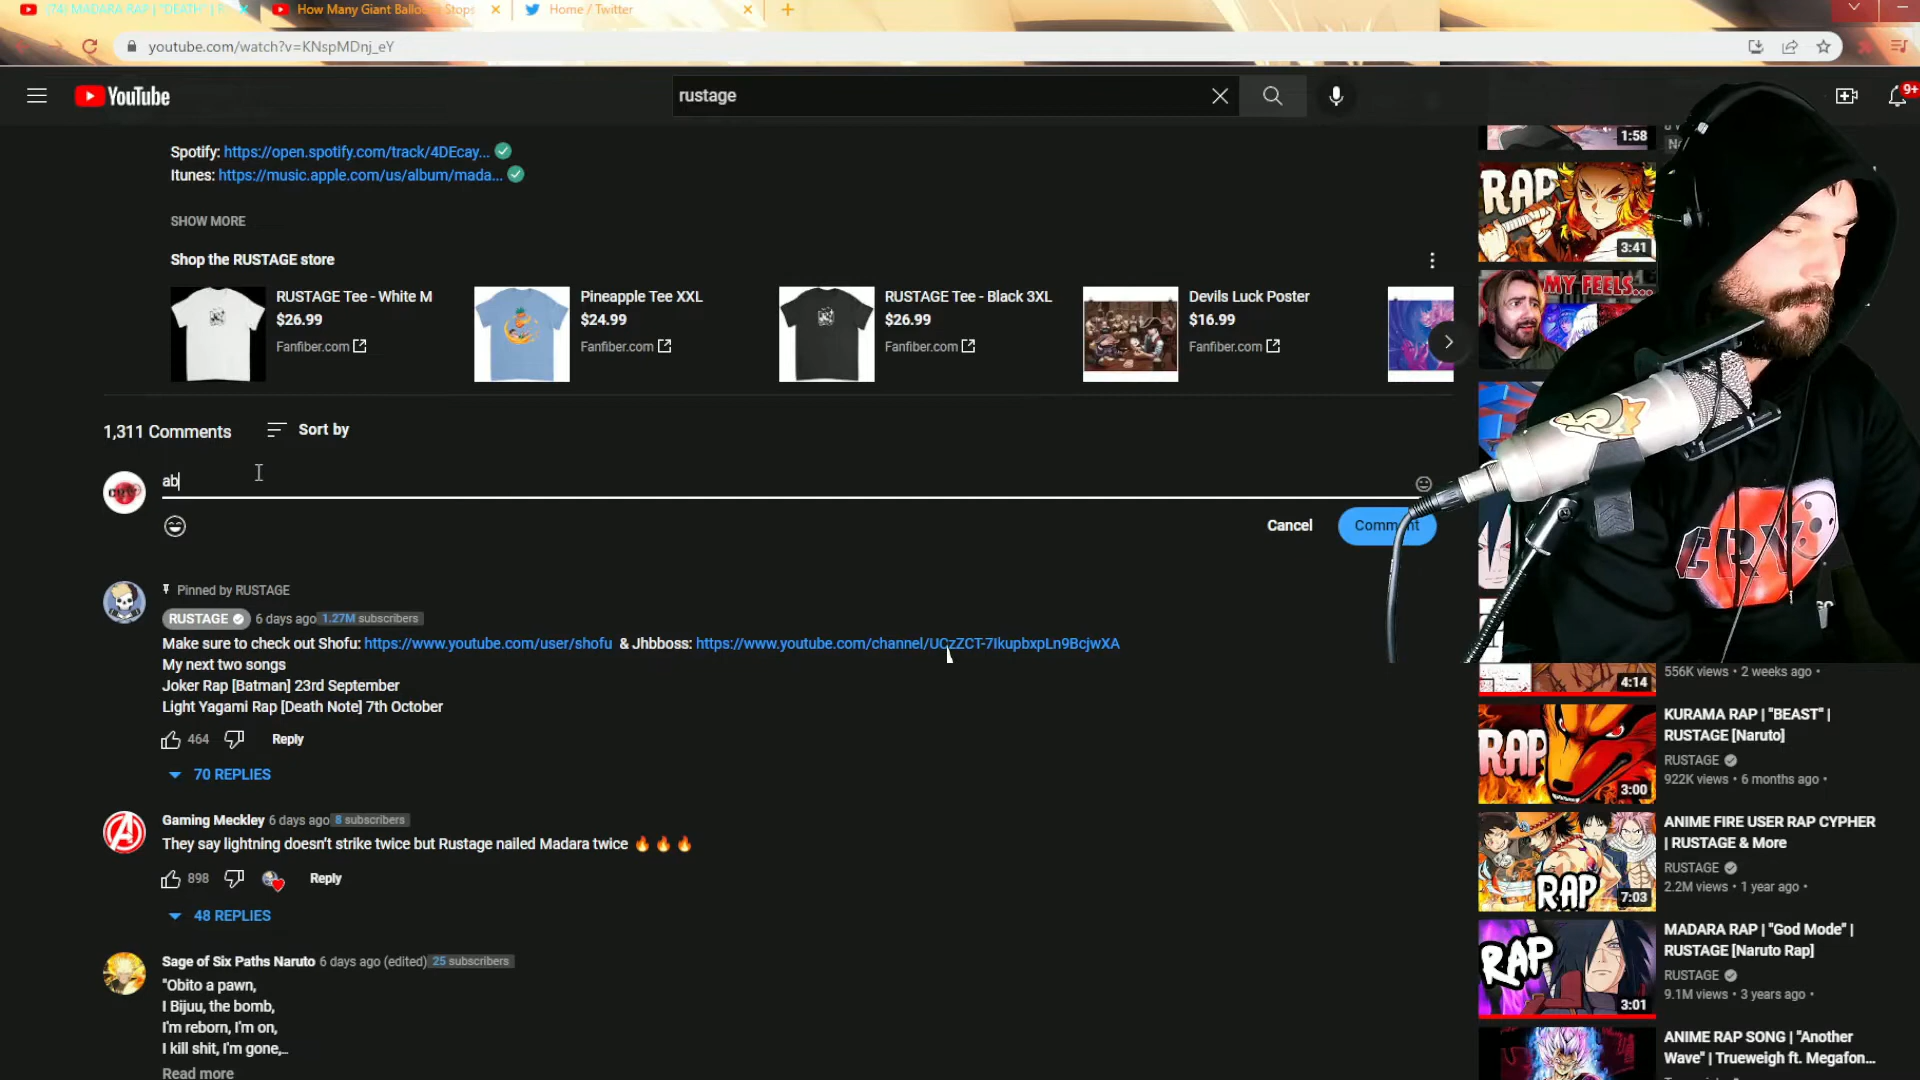 (74) MADARA RAP | "DEATH" | R
How Many Giant Balloons Stops
Home / Twitter
youtube.com/watch?v=KNspMDnj_eY
YouTube
rustage
9+
Spotify: https://open.spotify.com/track/4DEcay...
Itunes: https://music.apple.com/us/album/mada...
SHOW MORE
Shop the RUSTAGE store
RUSTAGE Tee - White M
$26.99
Fanfiber.com
Pineapple Tee XXL
$24.99
Fanfiber.com
RUSTAGE Tee - Black 3XL
$26.99
Fanfiber.com
Devils Luck Poster
$16.99
Fanfiber.com
1,311 Comments
Sort by
ab
Cancel
Comment
Pinned by RUSTAGE
RUSTAGE 6 days ago 1.27M subscribers
Make sure to check out Shofu: https://www.youtube.com/user/shofu & Jhbboss: https://www.youtube.com/channel/UCzZCT-7IkupbxpLn9BcjwXA
My next two songs
Joker Rap [Batman] 23rd September
Light Yagami Rap [Death Note] 7th October
464 Reply
70 REPLIES
Gaming Meckley 6 days ago 8 subscribers
They say lightning doesn't strike twice but Rustage nailed Madara twice 🔥 🔥 🔥
898 Reply
48 REPLIES
Sage of Six Paths Naruto 6 days ago (edited) 25 subscribers
"Obito a pawn,
I Bijuu, the bomb,
I'm reborn, I'm on,
I kill shit, I'm gone,..
Read more
1:58
RAP
3:41
MY FEELS...
CRY
4:14
556K views • 2 weeks ago •
RAP
3:00
KURAMA RAP | "BEAST" |
RUSTAGE [Naruto]
RUSTAGE
922K views • 6 months ago •
RAP
7:03
ANIME FIRE USER RAP CYPHER
| RUSTAGE & More
RUSTAGE
2.2M views • 1 year ago •
RAP
3:01
MADARA RAP | "God Mode" |
RUSTAGE [Naruto Rap]
RUSTAGE
9.1M views • 3 years ago •
ANIME RAP SONG | "Another
Wave" | Trueweigh ft. Megafon...